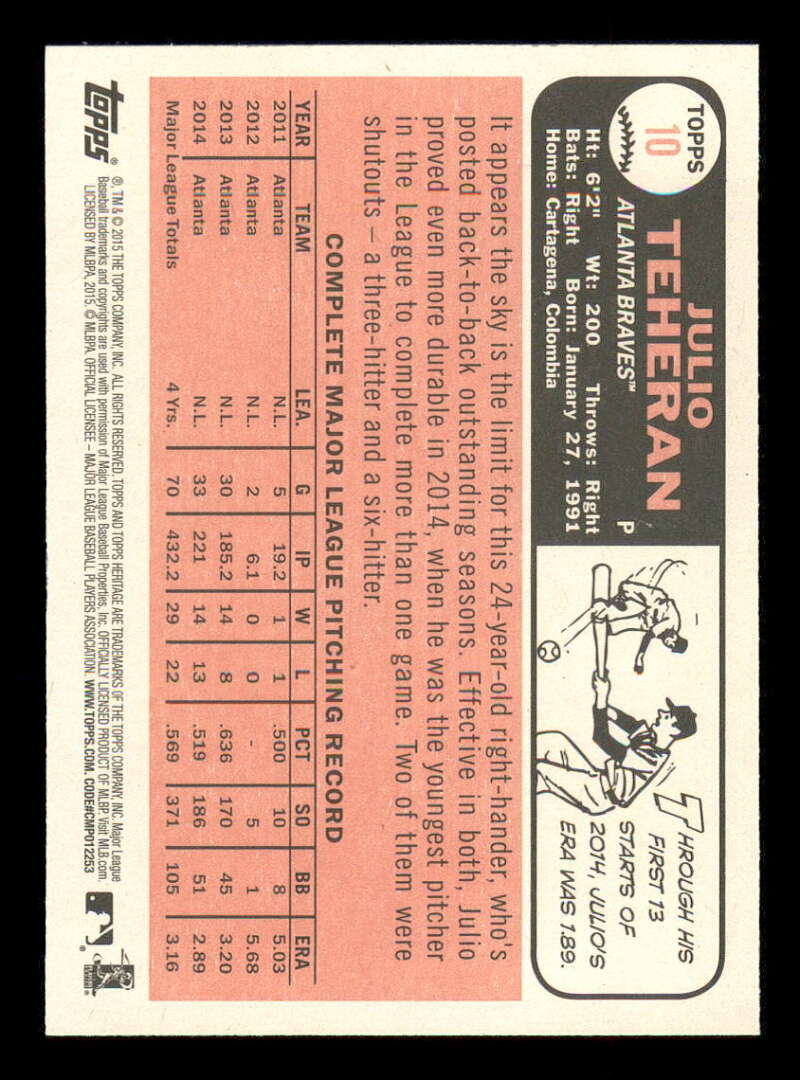 TOPPS
10
JULIO
TEHERAN
ATLANTA BRAVES™ P
Ht: 6'2" Wt: 200 Throws: Right
Bats: Right Born: January 27, 1991
Home: Cartagena, Colombia
THROUGH HIS
FIRST 13
STARTS OF
2014, JULIO'S
ERA WAS 1.89.
It appears the sky is the limit for this 24-year-old right-hander, who's
posted back-to-back outstanding seasons. Effective in both, Julio
proved even more durable in 2014, when he was the youngest pitcher
in the League to complete more than one game. Two of them were
shutouts – a three-hitter and a six-hitter.
COMPLETE MAJOR LEAGUE PITCHING RECORD
YEAR TEAM LEA. G IP W L PCT SO BB ERA
2011 Atlanta N.L. 5 19.2 1 1 .500 10 8 5.03
2012 Atlanta N.L. 2 6.1 0 0 - 5 1 5.68
2013 Atlanta N.L. 30 185.2 14 8 .636 170 45 3.20
2014 Atlanta N.L. 33 221 14 13 .519 186 51 2.89
Major League Totals 4 Yrs. 70 432.2 29 22 .569 371 105 3.16
topps®
®, TM & © 2015 THE TOPPS COMPANY, INC. ALL RIGHTS RESERVED. TOPPS AND TOPPS HERITAGE ARE TRADEMARKS OF THE TOPPS COMPANY, INC. Major League
Baseball trademarks and copyrights are used with permission of Major League Baseball Properties, Inc. OFFICIALLY LICENSED PRODUCT OF MLBP. Visit MLB.com.
LICENSED BY MLBPA, 2015. © MLBPA. OFFICIAL LICENSEE – MAJOR LEAGUE BASEBALL PLAYERS ASSOCIATION. WWW.TOPPS.COM. CODE#CMP012253